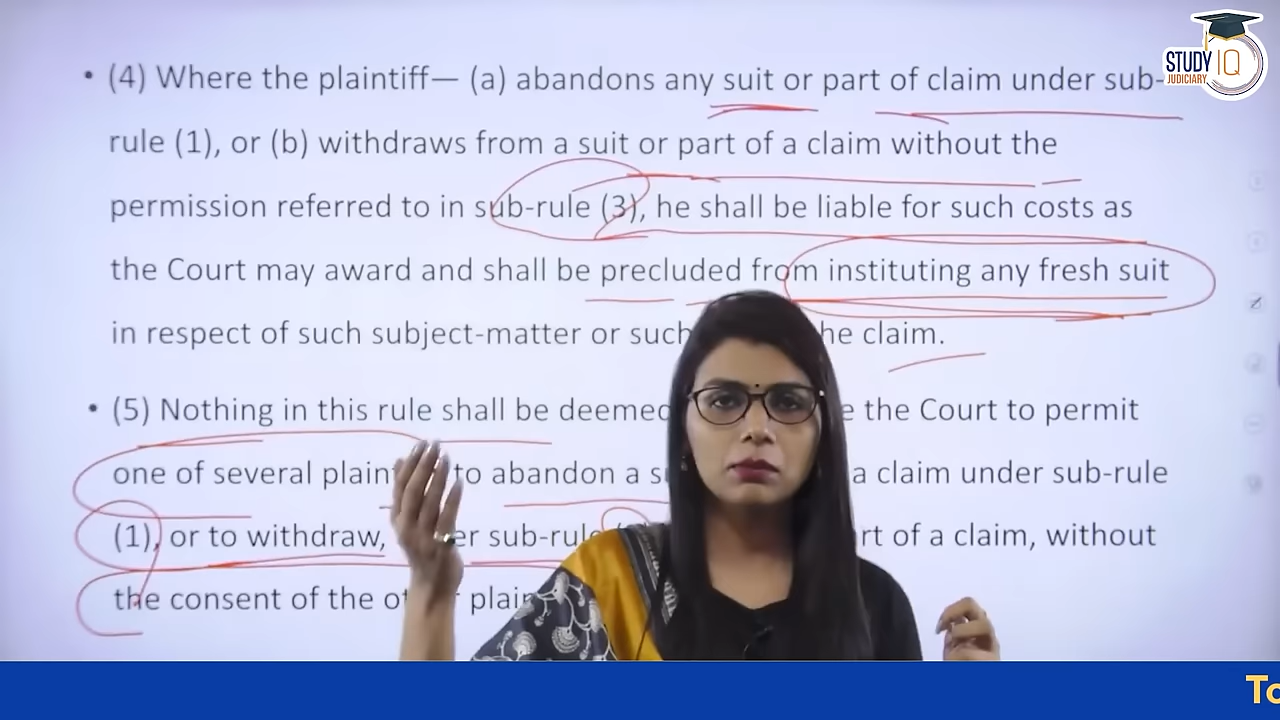 • (4) Where the plaintiff— (a) abandons any suit or part of claim under sub-
rule (1), or (b) withdraws from a suit or part of a claim without the
permission referred to in sub-rule (3), he shall be liable for such costs as
the Court may award and shall be precluded from instituting any fresh suit
in respect of such subject-matter or such he claim.
• (5) Nothing in this rule shall be deemed the Court to permit
one of several to abandon a a claim under sub-rule
(1), or to withdraw, sub-rule of a claim, without
the consent of the
STUDY IQ
JUDICIARY